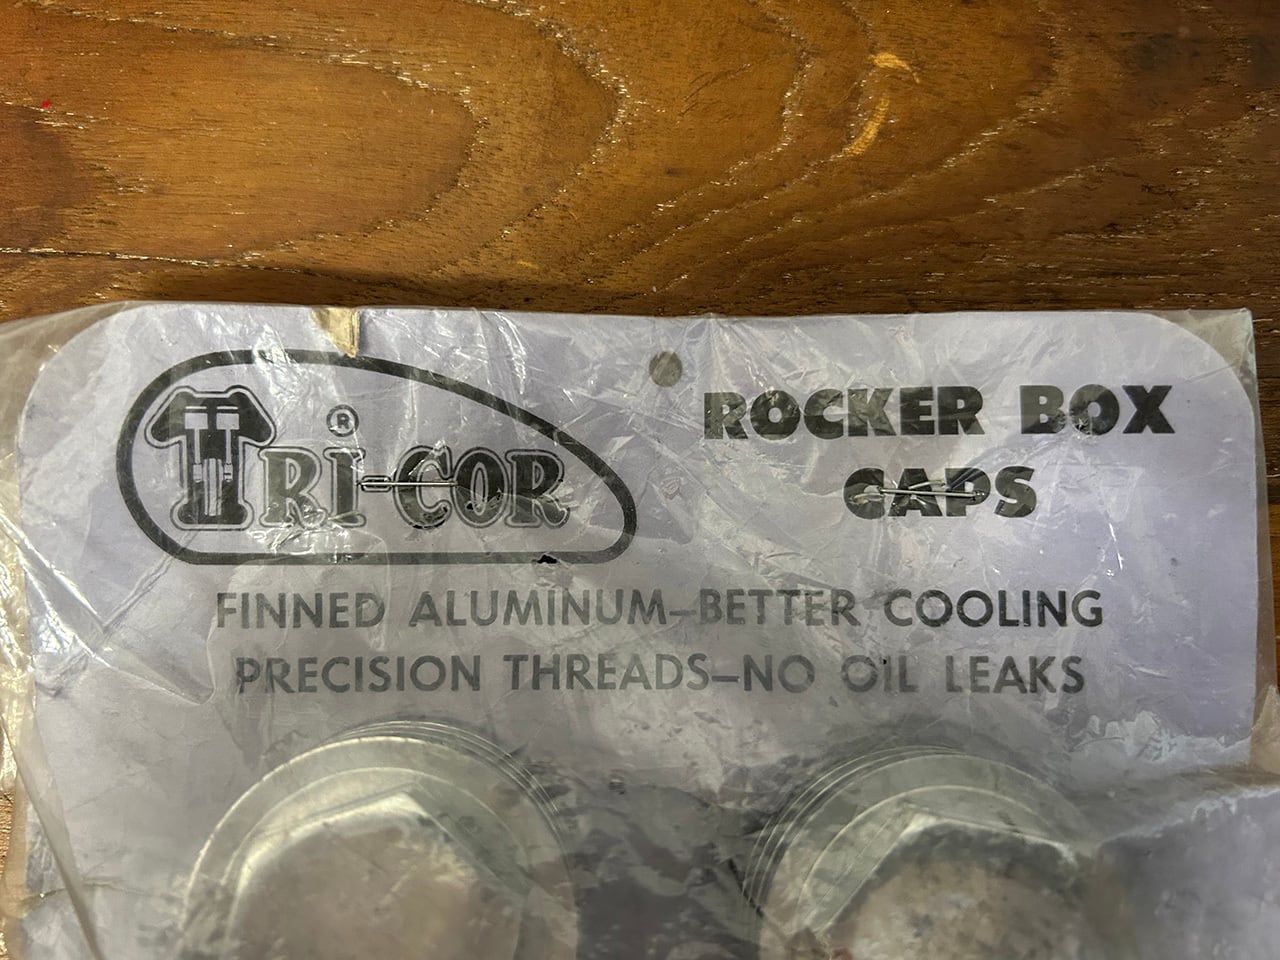 TRI-COR ®
ROCKER BOX
CAPS
FINNED ALUMINUM–BETTER COOLING
PRECISION THREADS–NO OIL LEAKS